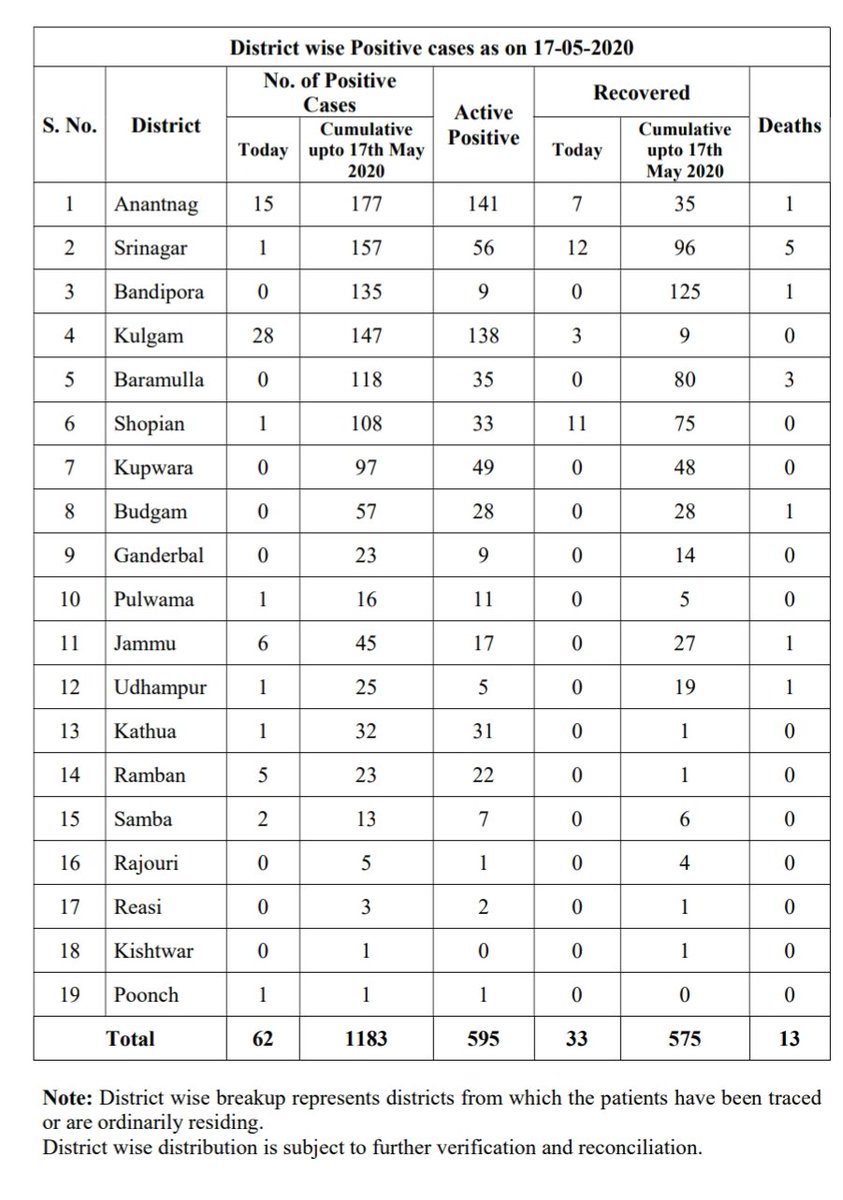 District wise Positive cases as on 17-05-2020
S. No. District No. of Positive Cases Active Positive Recovered Deaths
Today Cumulative upto 17th May 2020 Today Cumulative upto 17th May 2020
1 Anantnag 15 177 141 7 35 1
2 Srinagar 1 157 56 12 96 5
3 Bandipora 0 135 9 0 125 1
4 Kulgam 28 147 138 3 9 0
5 Baramulla 0 118 35 0 80 3
6 Shopian 1 108 33 11 75 0
7 Kupwara 0 97 49 0 48 0
8 Budgam 0 57 28 0 28 1
9 Ganderbal 0 23 9 0 14 0
10 Pulwama 1 16 11 0 5 0
11 Jammu 6 45 17 0 27 1
12 Udhampur 1 25 5 0 19 1
13 Kathua 1 32 31 0 1 0
14 Ramban 5 23 22 0 1 0
15 Samba 2 13 7 0 6 0
16 Rajouri 0 5 1 0 4 0
17 Reasi 0 3 2 0 1 0
18 Kishtwar 0 1 0 0 1 0
19 Poonch 1 1 1 0 0 0
Total 62 1183 595 33 575 13
Note: District wise breakup represents districts from which the patients have been traced
or are ordinarily residing.
District wise distribution is subject to further verification and reconciliation.